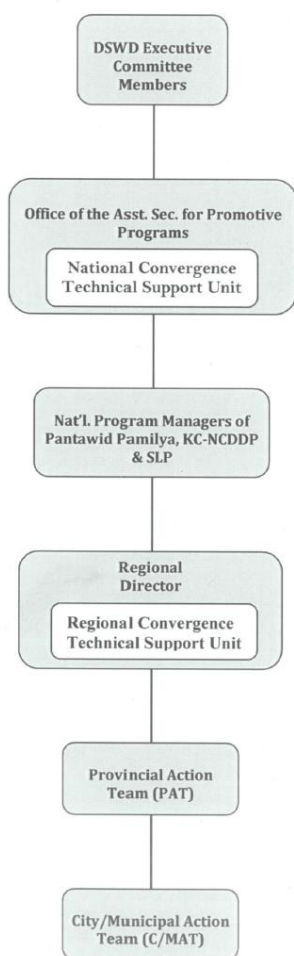 DSWD Executive
Committee
Members
Office of the Asst. Sec. for Promotive
Programs
National Convergence
Technical Support Unit
Nat'l. Program Managers of
Pantawid Pamilya, KC-NCDDP
& SLP
Regional
Director
Regional Convergence
Technical Support Unit
Provincial Action
Team (PAT)
City/Municipal Action
Team (C/MAT)